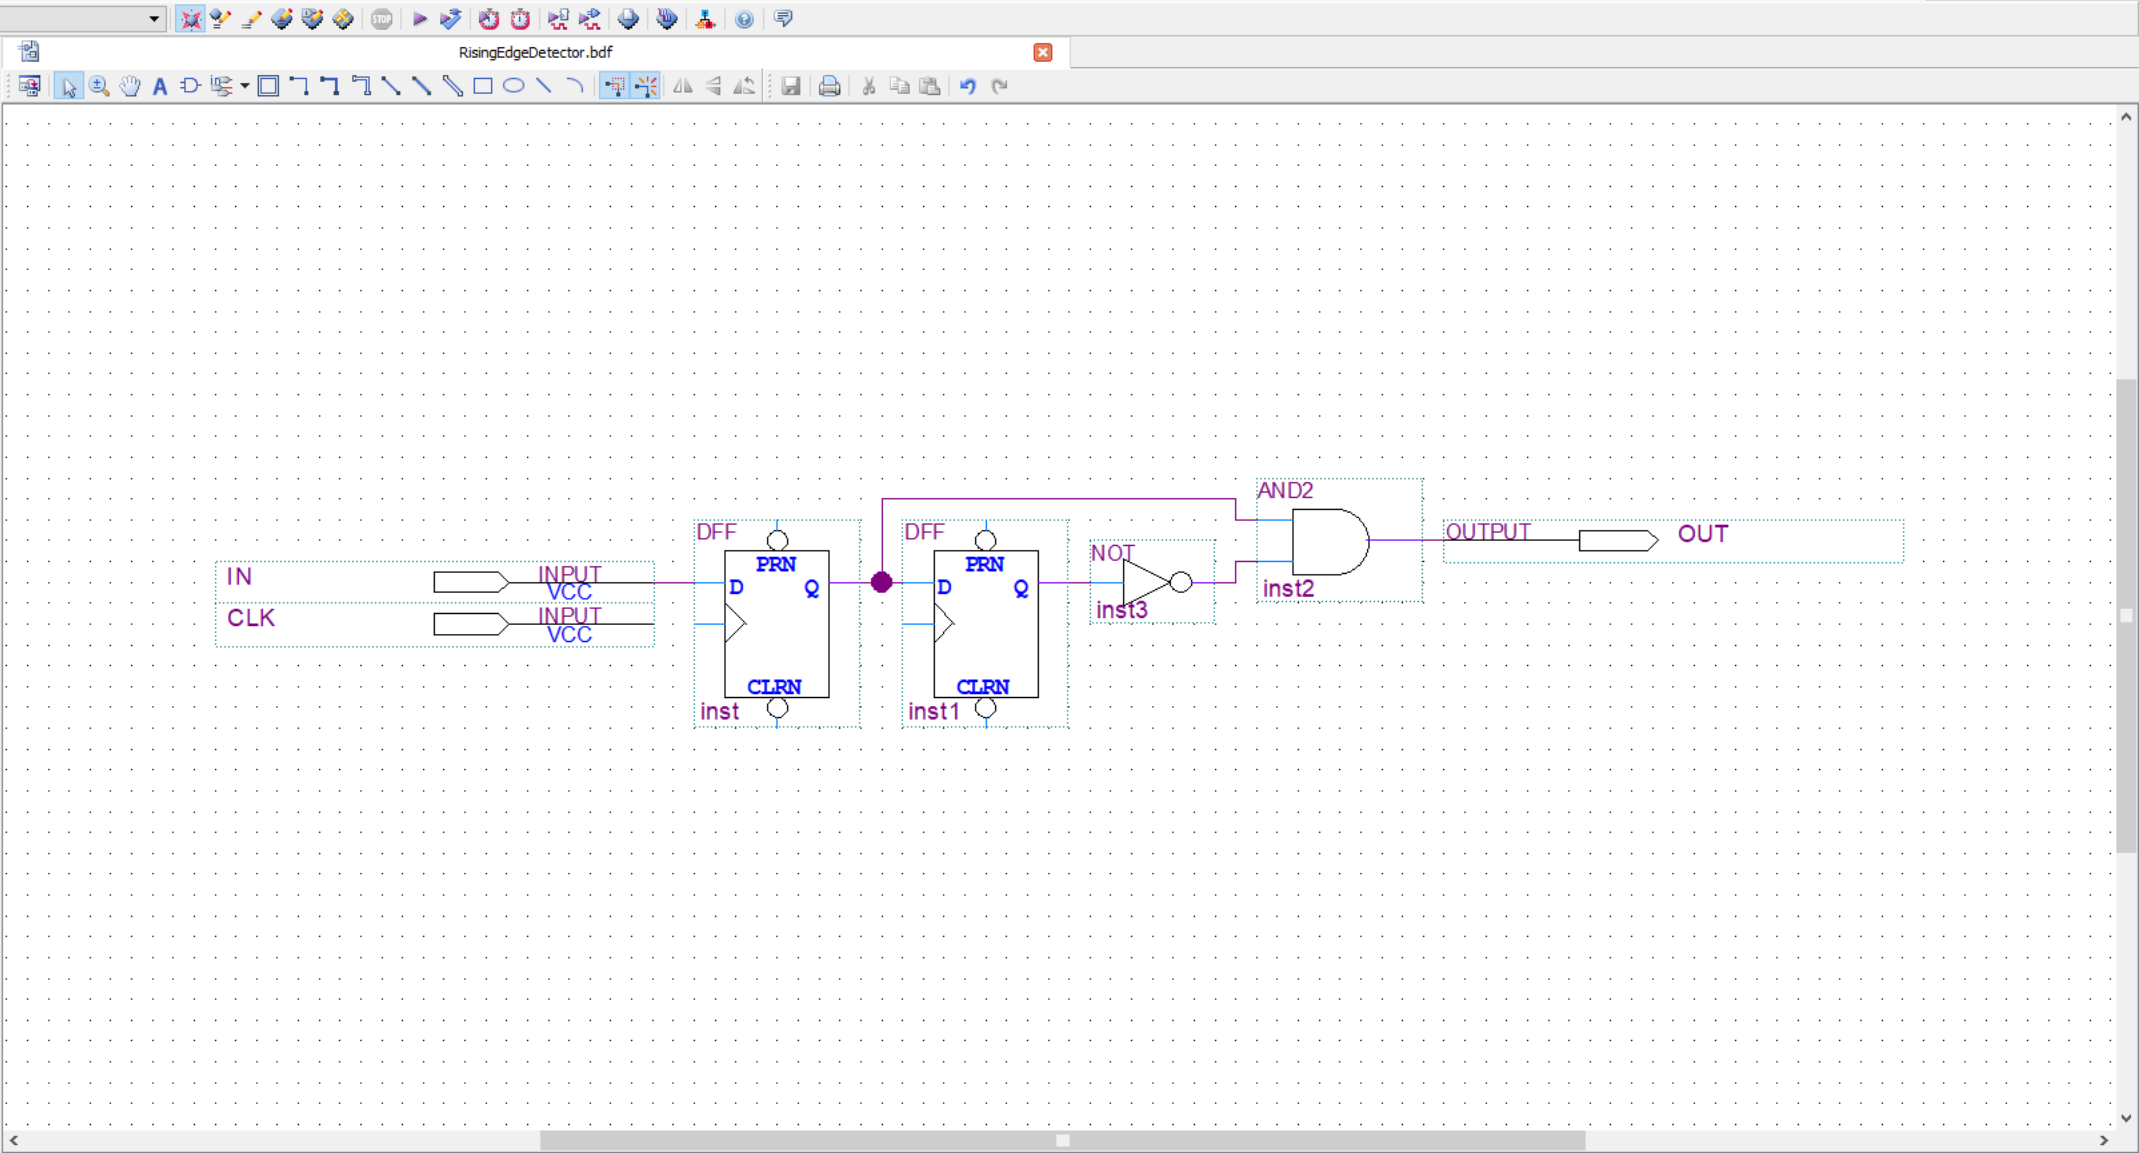 STOP
RisingEdgeDetector.bdf
A
AND2
OUTPUT
OUT
inst2
DFF
PRN
D
Q
CLRN
inst
DFF
PRN
D
Q
CLRN
inst1
NOT
inst3
IN
INPUT
VCC
CLK
INPUT
VCC